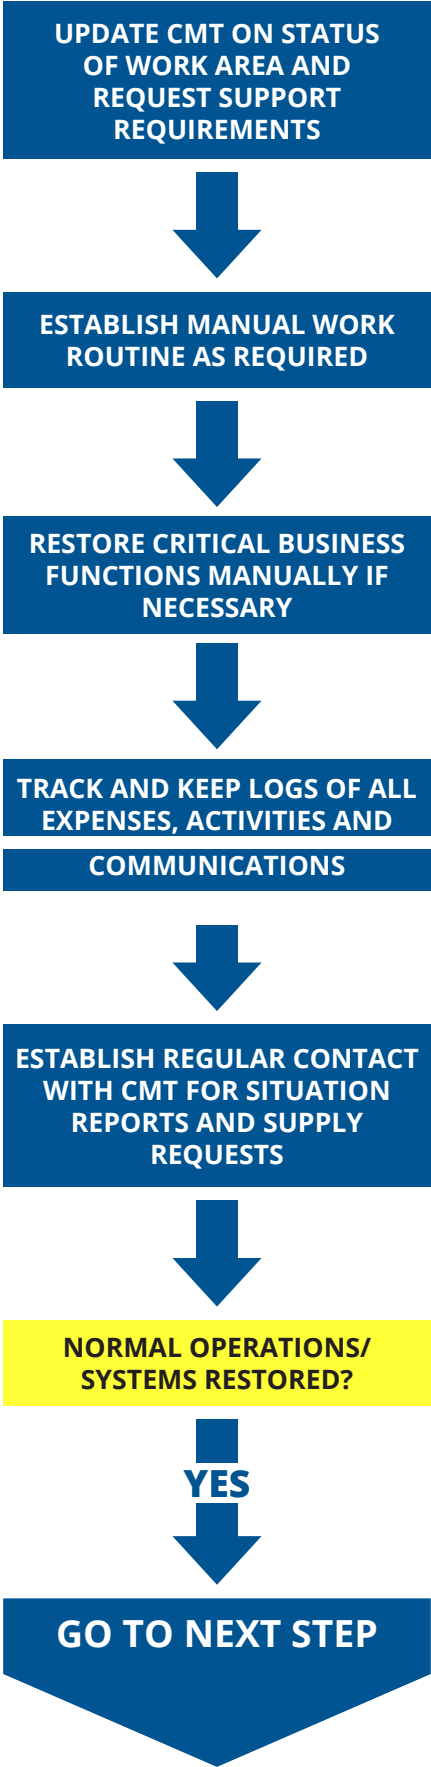 UPDATE CMT ON STATUS
OF WORK AREA AND
REQUEST SUPPORT
REQUIREMENTS
ESTABLISH MANUAL WORK
ROUTINE AS REQUIRED
RESTORE CRITICAL BUSINESS
FUNCTIONS MANUALLY IF
NECESSARY
TRACK AND KEEP LOGS OF ALL
EXPENSES, ACTIVITIES AND
COMMUNICATIONS
ESTABLISH REGULAR CONTACT
WITH CMT FOR SITUATION
REPORTS AND SUPPLY
REQUESTS
NORMAL OPERATIONS/
SYSTEMS RESTORED?
YES
GO TO NEXT STEP